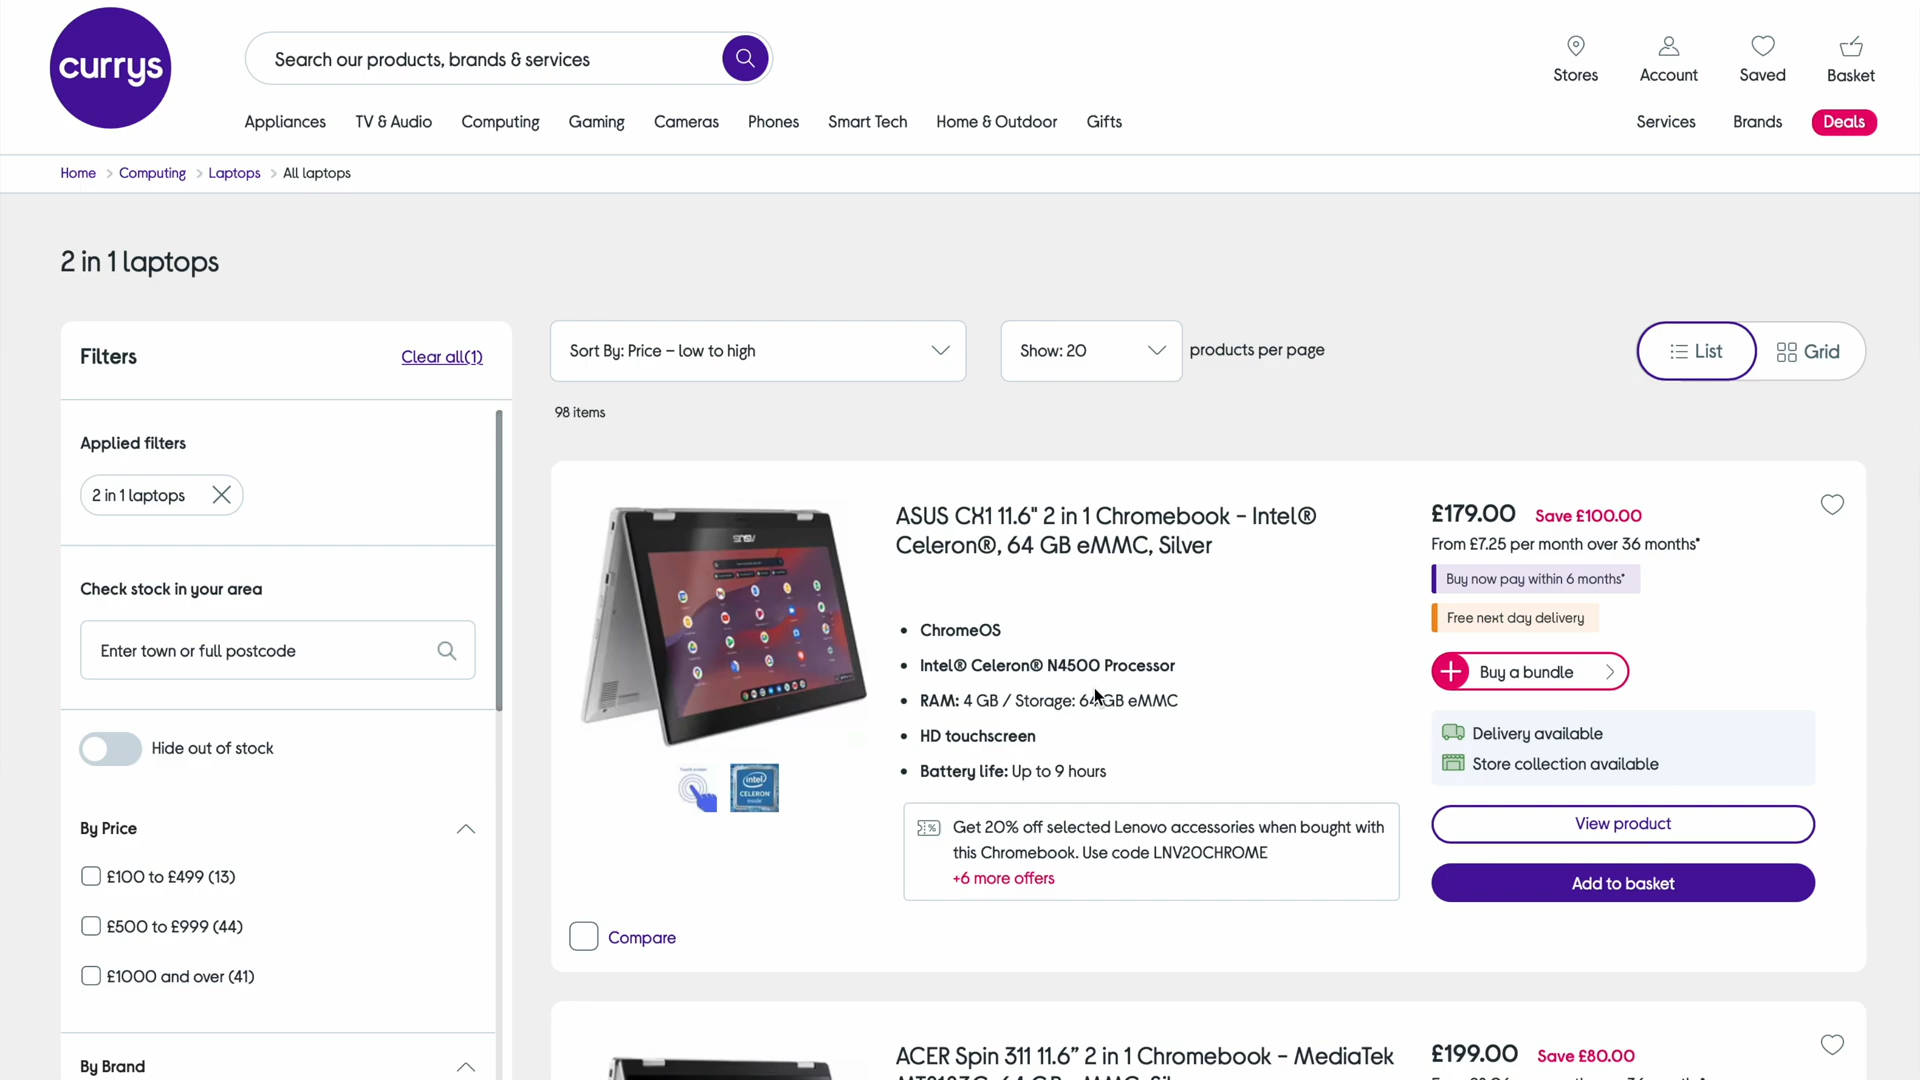 currys
Search our products, brands & services
Stores
Account
Saved
Basket
Appliances
TV & Audio
Computing
Gaming
Cameras
Phones
Smart Tech
Home & Outdoor
Gifts
Services
Brands
Deals
Home > Computing > Laptops > All laptops
2 in 1 laptops
Filters
Clear all(1)
Applied filters
2 in 1 laptops
Check stock in your area
Enter town or full postcode
Hide out of stock
By Price
£100 to £499 (13)
£500 to £999 (44)
£1000 and over (41)
By Brand
Sort By: Price – low to high
Show: 20
products per page
List
Grid
98 items
ASUS CX1 11.6" 2 in 1 Chromebook – Intel®
Celeron®, 64 GB eMMC, Silver
• ChromeOS
• Intel® Celeron® N4500 Processor
• RAM: 4 GB / Storage: 64 GB eMMC
• HD touchscreen
• Battery life: Up to 9 hours
intel
CELERON
Get 20% off selected Lenovo accessories when bought with
this Chromebook. Use code LNV20CHROME
+6 more offers
Compare
£179.00 Save £100.00
From £7.25 per month over 36 months*
Buy now pay within 6 months*
Free next day delivery
Buy a bundle
Delivery available
Store collection available
View product
Add to basket
ACER Spin 311 11.6” 2 in 1 Chromebook – MediaTek
£199.00 Save £80.00